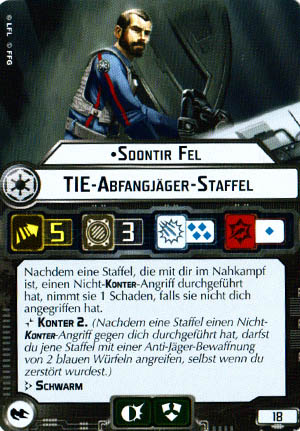 © LFL © FFG
•Soontir Fel
TIE-Abfangjäger-Staffel
5 3
Nachdem eine Staffel, die mit dir im Nahkampf
ist, einen Nicht-Konter-Angriff durchgeführt
hat, nimmt sie 1 Schaden, falls sie nicht dich
angegriffen hat.
Konter 2. (Nachdem eine Staffel einen Nicht-
Konter-Angriff gegen dich durchgeführt hat, darfst
du jene Staffel mit einer Anti-Jäger-Bewaffnung
von 2 blauen Würfeln angreifen, selbst wenn du
zerstört wurdest.)
Schwarm
18